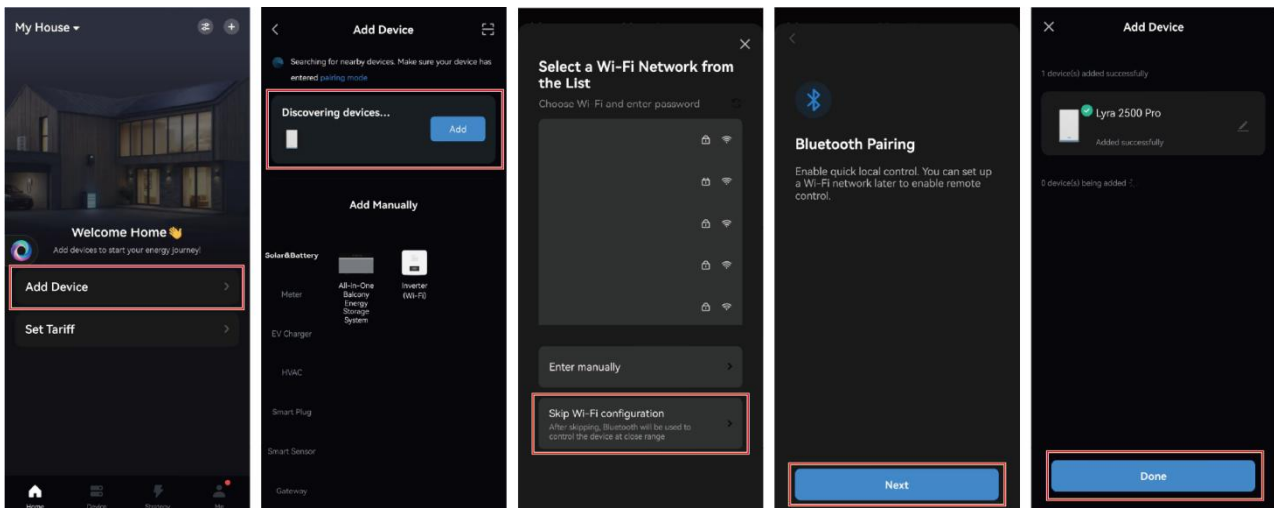 My House
Welcome Home👋
Add devices to start your energy journey!
Add Device
Set Tariff
Home
Device
Strategy
Me
Add Device
Searching for nearby devices. Make sure your device has
entered pairing mode
Discovering devices...
Add
Add Manually
Solar&Battery
Meter
EV Charger
HVAC
Smart Plug
Smart Sensor
Gateway
All-in-One
Balcony
Energy
Storage
System
Inverter
(Wi-Fi)
Select a Wi-Fi Network from
the List
Choose Wi-Fi and enter password
Enter manually
Skip Wi-Fi configuration
After skipping, Bluetooth will be used to
control the device at close range
Bluetooth Pairing
Enable quick local control. You can set up
a Wi-Fi network later to enable remote
control.
Next
Add Device
1 device(s) added successfully
Lyra 2500 Pro
Added successfully
0 device(s) being added
Done